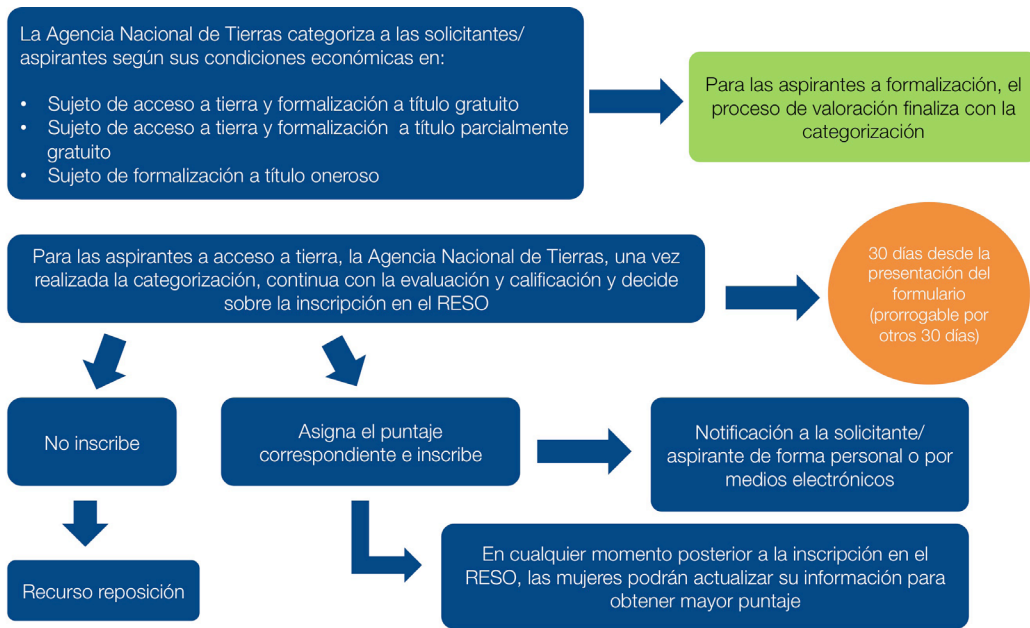 La Agencia Nacional de Tierras categoriza a las solicitantes/
aspirantes según sus condiciones económicas en:
• Sujeto de acceso a tierra y formalización a título gratuito
• Sujeto de acceso a tierra y formalización a título parcialmente
gratuito
• Sujeto de formalización a título oneroso
Para las aspirantes a formalización, el
proceso de valoración finaliza con la
categorización
Para las aspirantes a acceso a tierra, la Agencia Nacional de Tierras, una vez
realizada la categorización, continua con la evaluación y calificación y decide
sobre la inscripción en el RESO
30 días desde la
presentación del
formulario
(prorrogable por
otros 30 días)
No inscribe
Asigna el puntaje
correspondiente e inscribe
Notificación a la solicitante/
aspirante de forma personal o por
medios electrónicos
Recurso reposición
En cualquier momento posterior a la inscripción en el
RESO, las mujeres podrán actualizar su información para
obtener mayor puntaje